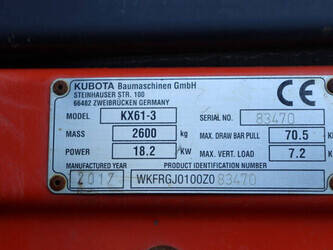 KUBOTA Baumaschinen GmbH
STEINHAUSER STR. 100
66482 ZWEIBRÜCKEN GERMANY
CE
MODEL KX61-3 SERIAL NO. 83470
MASS 2600 kg MAX. DRAW BAR PULL 70.5
POWER 18.2 KW MAX. VERT. LOAD 7.2
MANUFACTURED YEAR PRODUCT IDENTIFICATION NUMBER
2017 WKFRGJ0100Z083470